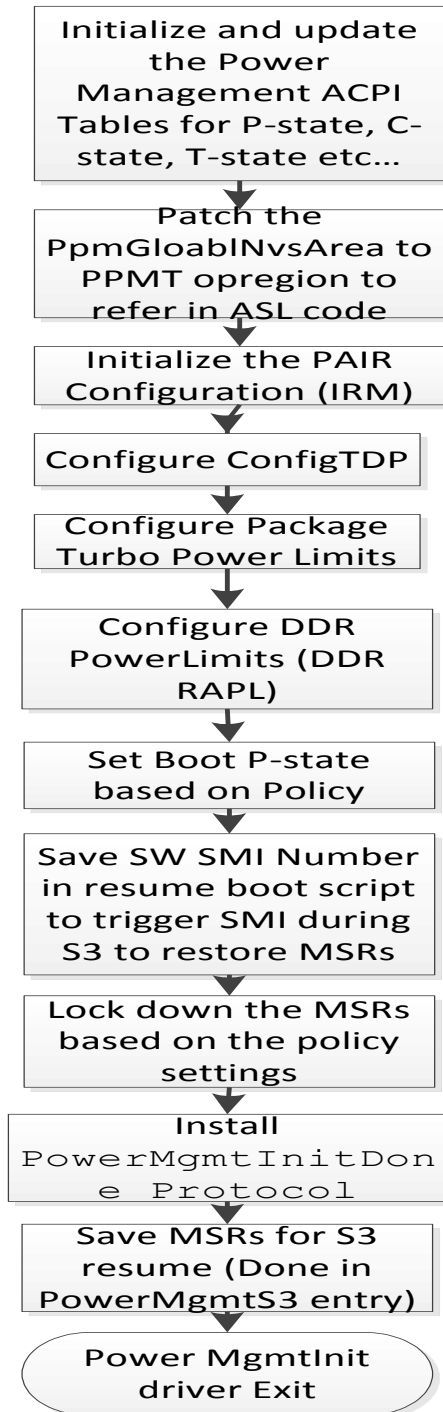 Initialize and update
the Power
Management ACPI
Tables for P-state, C-
state, T-state etc...
Patch the
PpmGloablNvsArea to
PPMT opregion to
refer in ASL code
Initialize the PAIR
Configuration (IRM)
Configure ConfigTDP
Configure Package
Turbo Power Limits
Configure DDR
PowerLimits (DDR
RAPL)
Set Boot P-state
based on Policy
Save SW SMI Number
in resume boot script
to trigger SMI during
S3 to restore MSRs
Lock down the MSRs
based on the policy
settings
Install
PowerMgmtInitDon
e Protocol
Save MSRs for S3
resume (Done in
PowerMgmtS3 entry)
Power MgmtInit
driver Exit